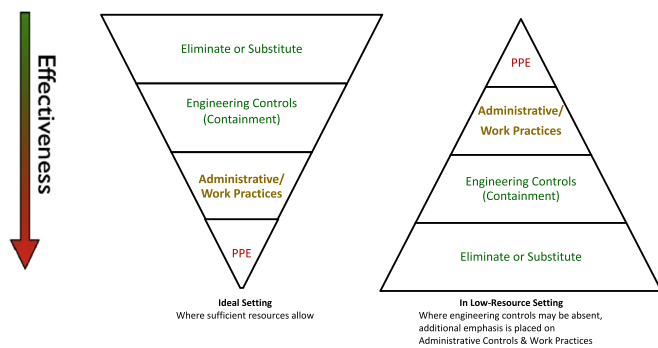 Effectiveness
Eliminate or Substitute
Engineering Controls
(Containment)
Administrative/
Work Practices
PPE
Ideal Setting
Where sufficient resources allow
PPE
Administrative/
Work Practices
Engineering Controls
(Containment)
Eliminate or Substitute
In Low-Resource Setting
Where engineering controls may be absent,
additional emphasis is placed on
Administrative Controls & Work Practices